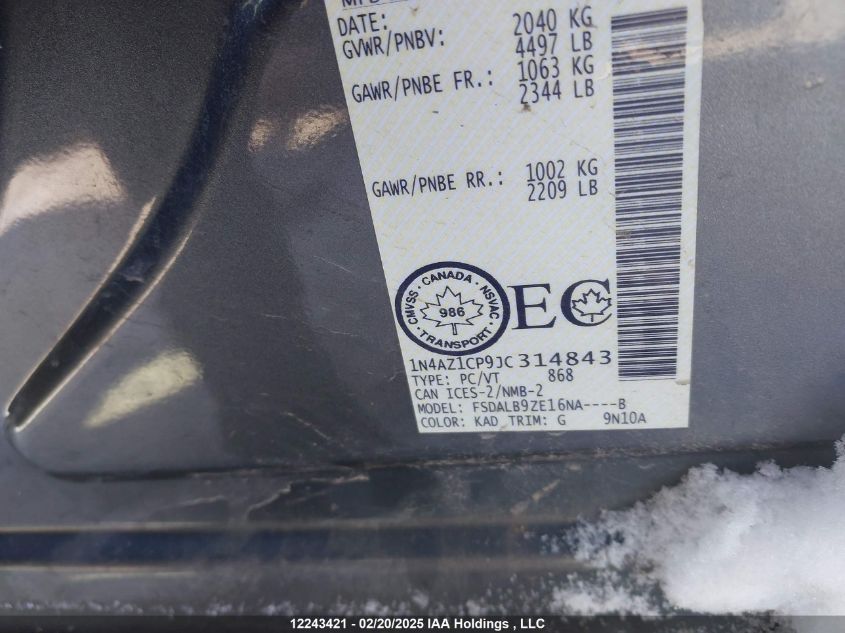 DATE: 2040 KG
GVWR/PNBV: 4497 LB
GAWR/PNBE FR.: 1063 KG
2344 LB
GAWR/PNBE RR.: 1002 KG
2209 LB
CANADA
CMVSS · NSVAC
986
TRANSPORT
EC
1N4AZ1CP9JC314843
TYPE: PC/VT 868
CAN ICES-2/NMB-2
MODEL: FSDALB9ZE16NA----B
COLOR: KAD TRIM: G 9N10A
12243421 - 02/20/2025 IAA Holdings , LLC